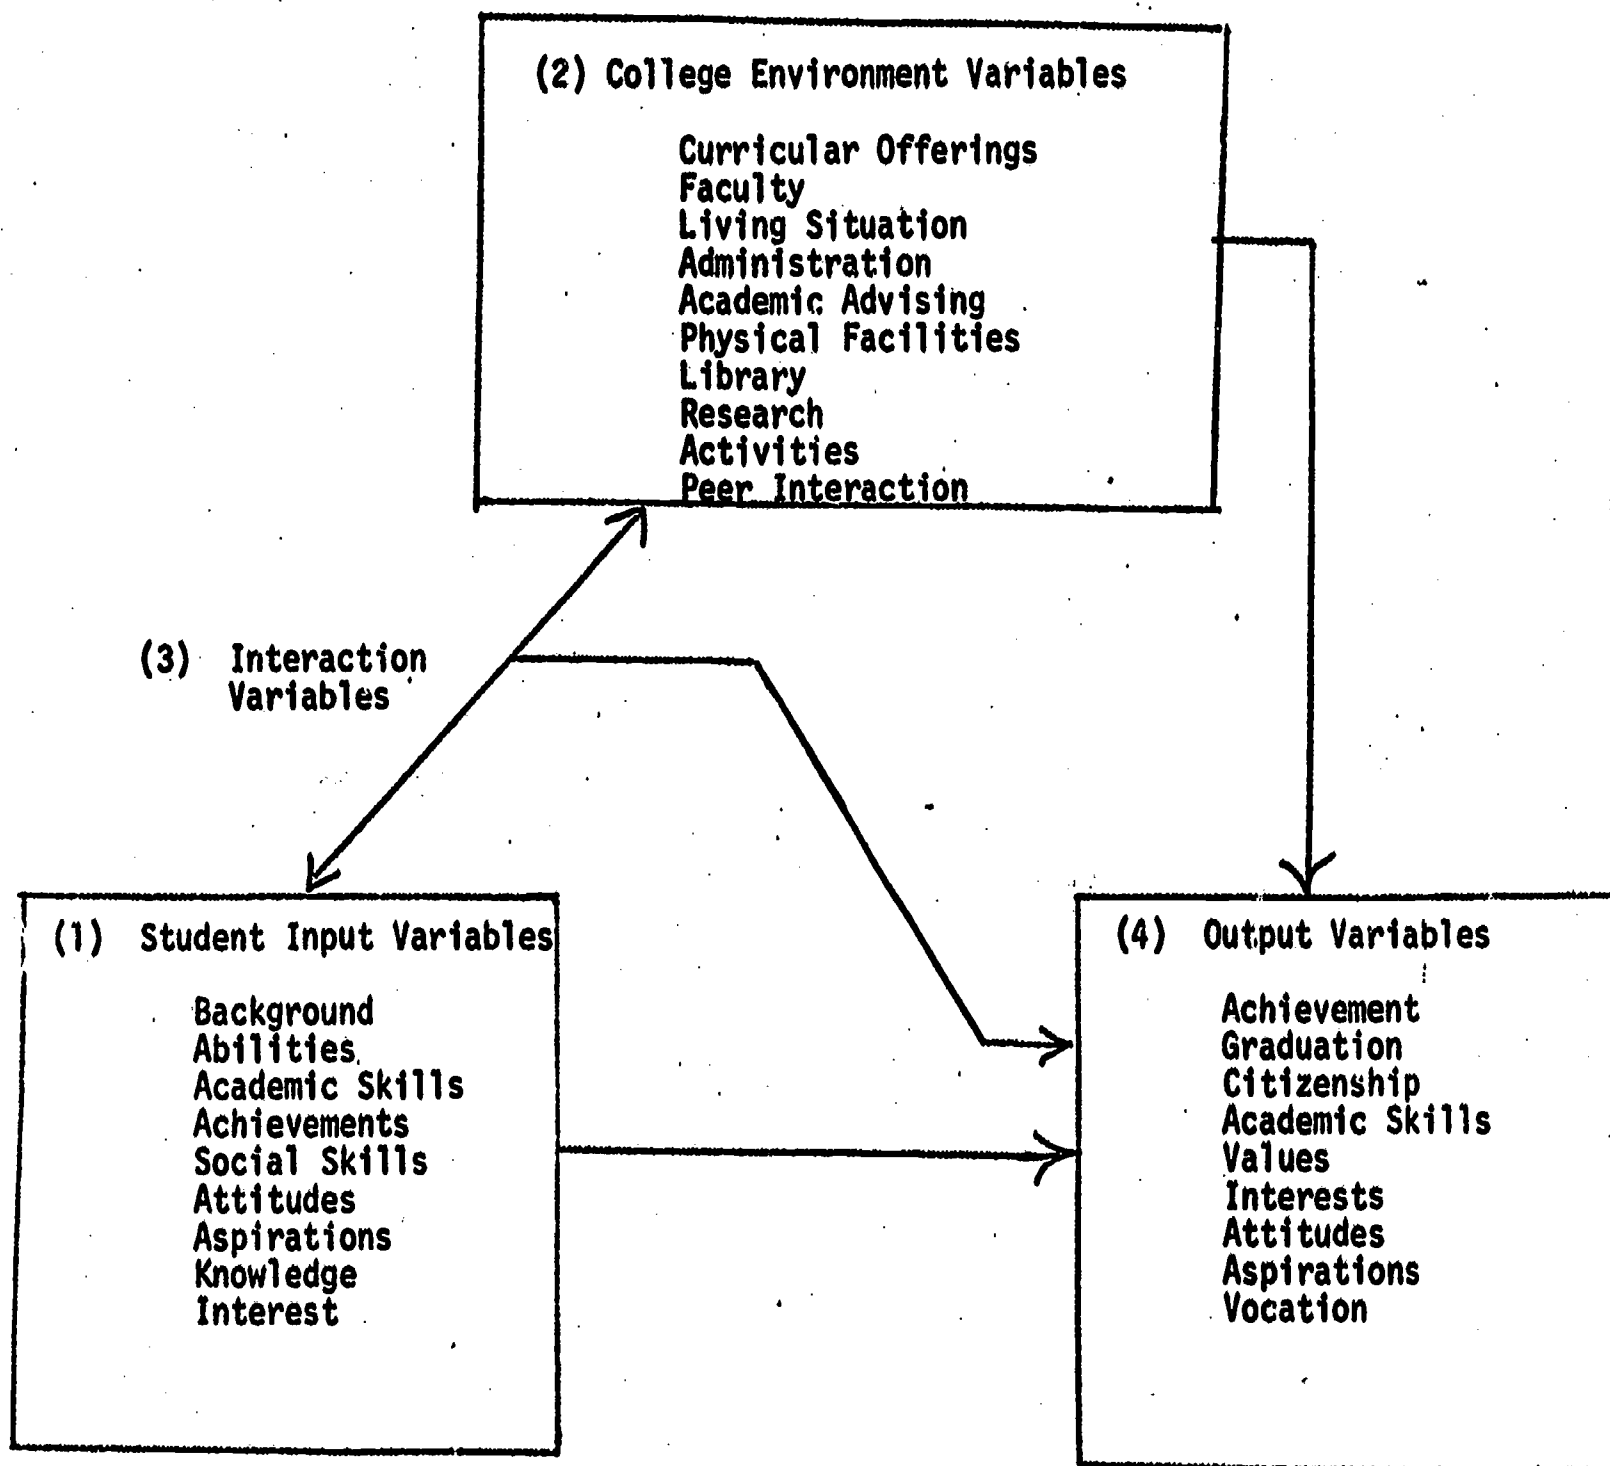 (2) College Environment Variables
Curricular Offerings
Faculty
Living Situation
Administration
Academic Advising
Physical Facilities
Library
Research
Activities
Peer Interaction
(3) Interaction
Variables
(1) Student Input Variables
Background
Abilities
Academic Skills
Achievements
Social Skills
Attitudes
Aspirations
Knowledge
Interest
(4) Output Variables
Achievement
Graduation
Citizenship
Academic Skills
Values
Interests
Attitudes
Aspirations
Vocation